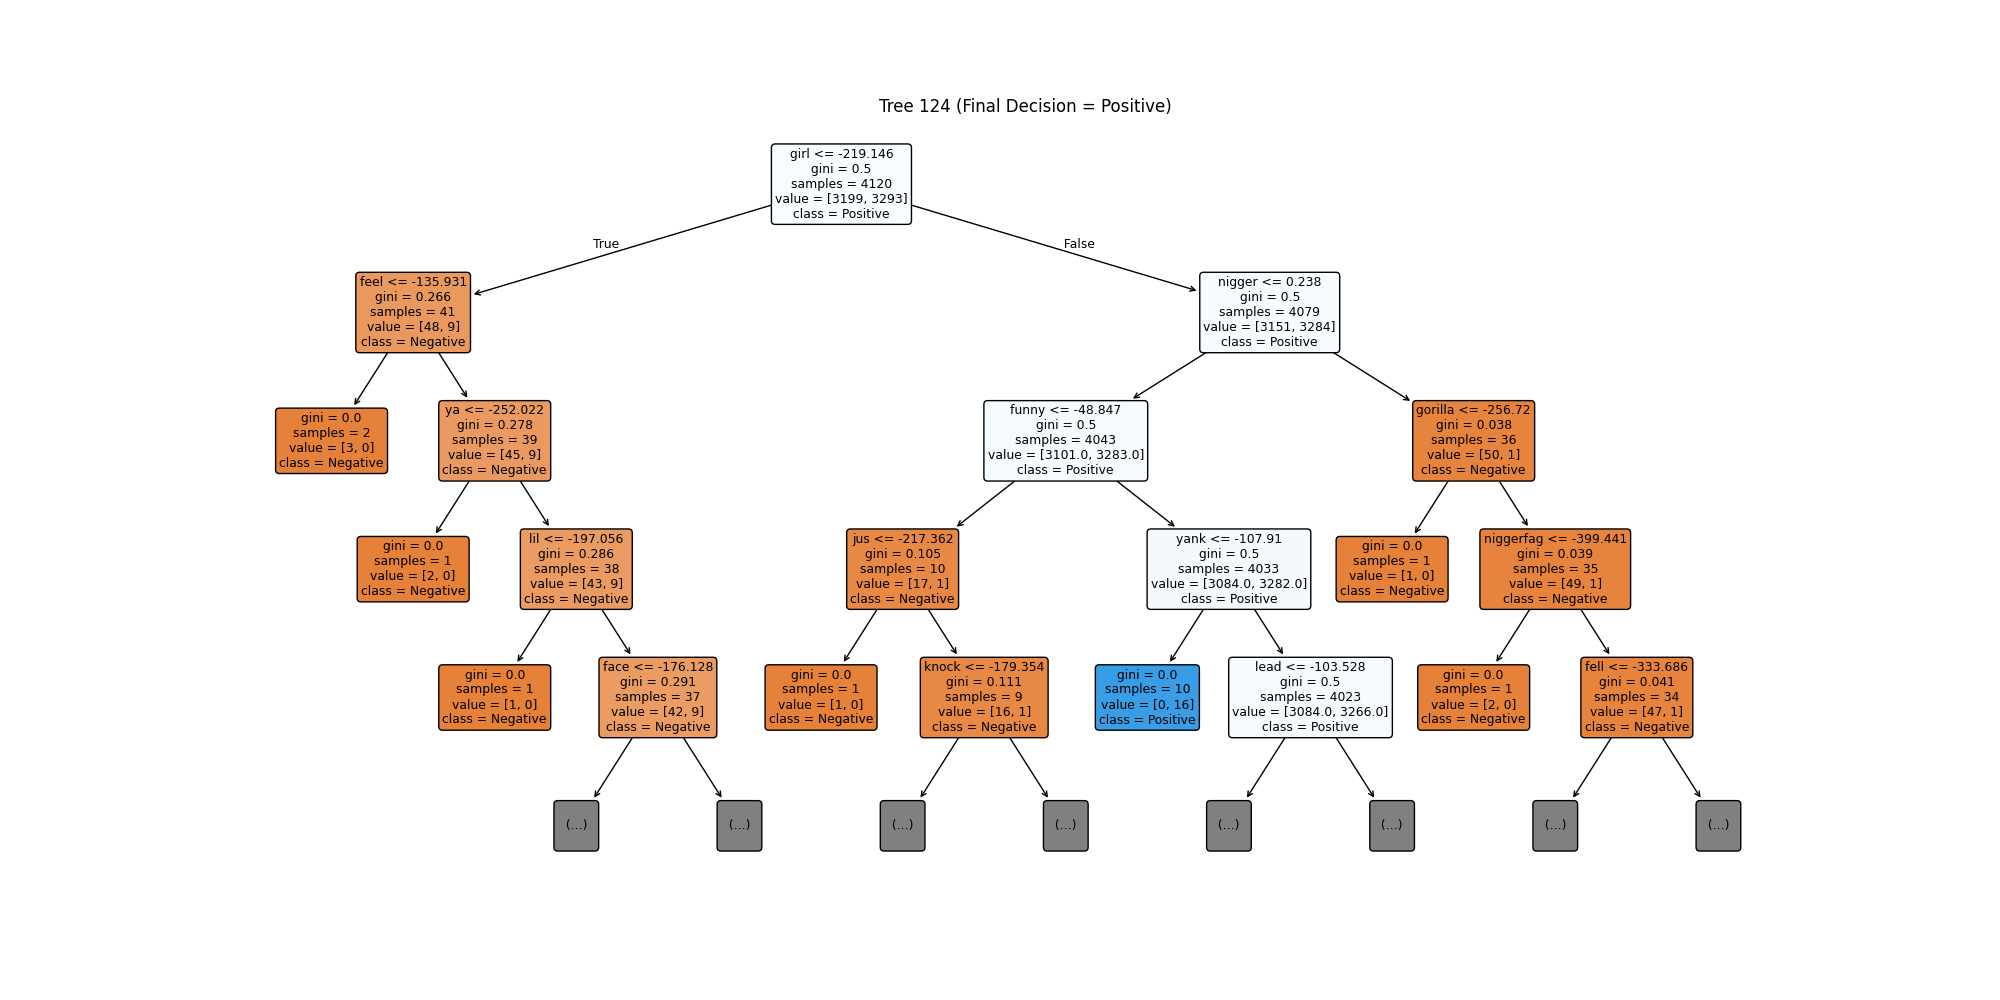 Tree 124 (Final Decision = Positive)
girl <= -219.146
gini = 0.5
samples = 4120
value = [3199, 3293]
class = Positive
True
False
feel <= -135.931
gini = 0.266
samples = 41
value = [48, 9]
class = Negative
nigger <= 0.238
gini = 0.5
samples = 4079
value = [3151, 3284]
class = Positive
gini = 0.0
samples = 2
value = [3, 0]
class = Negative
ya <= -252.022
gini = 0.278
samples = 39
value = [45, 9]
class = Negative
funny <= -48.847
gini = 0.5
samples = 4043
value = [3101.0, 3283.0]
class = Positive
gorilla <= -256.72
gini = 0.038
samples = 36
value = [50, 1]
class = Negative
gini = 0.0
samples = 1
value = [2, 0]
class = Negative
lil <= -197.056
gini = 0.286
samples = 38
value = [43, 9]
class = Negative
jus <= -217.362
gini = 0.105
samples = 10
value = [17, 1]
class = Negative
yank <= -107.91
gini = 0.5
samples = 4033
value = [3084.0, 3282.0]
class = Positive
gini = 0.0
samples = 1
value = [1, 0]
class = Negative
niggerfag <= -399.441
gini = 0.039
samples = 35
value = [49, 1]
class = Negative
gini = 0.0
samples = 1
value = [1, 0]
class = Negative
face <= -176.128
gini = 0.291
samples = 37
value = [42, 9]
class = Negative
gini = 0.0
samples = 1
value = [1, 0]
class = Negative
knock <= -179.354
gini = 0.111
samples = 9
value = [16, 1]
class = Negative
gini = 0.0
samples = 10
value = [0, 16]
class = Positive
lead <= -103.528
gini = 0.5
samples = 4023
value = [3084.0, 3266.0]
class = Positive
gini = 0.0
samples = 1
value = [2, 0]
class = Negative
fell <= -333.686
gini = 0.041
samples = 34
value = [47, 1]
class = Negative
(...)
(...)
(...)
(...)
(...)
(...)
(...)
(...)